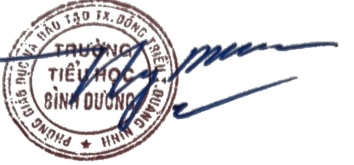 PHÒNG GIÁO DỤC VÀ ĐÀO TẠO TX. ĐÔNG TRIỀU - T. QUẢNG NINH
TRƯỜNG
TIỂU HỌC
BÌNH DƯƠNG